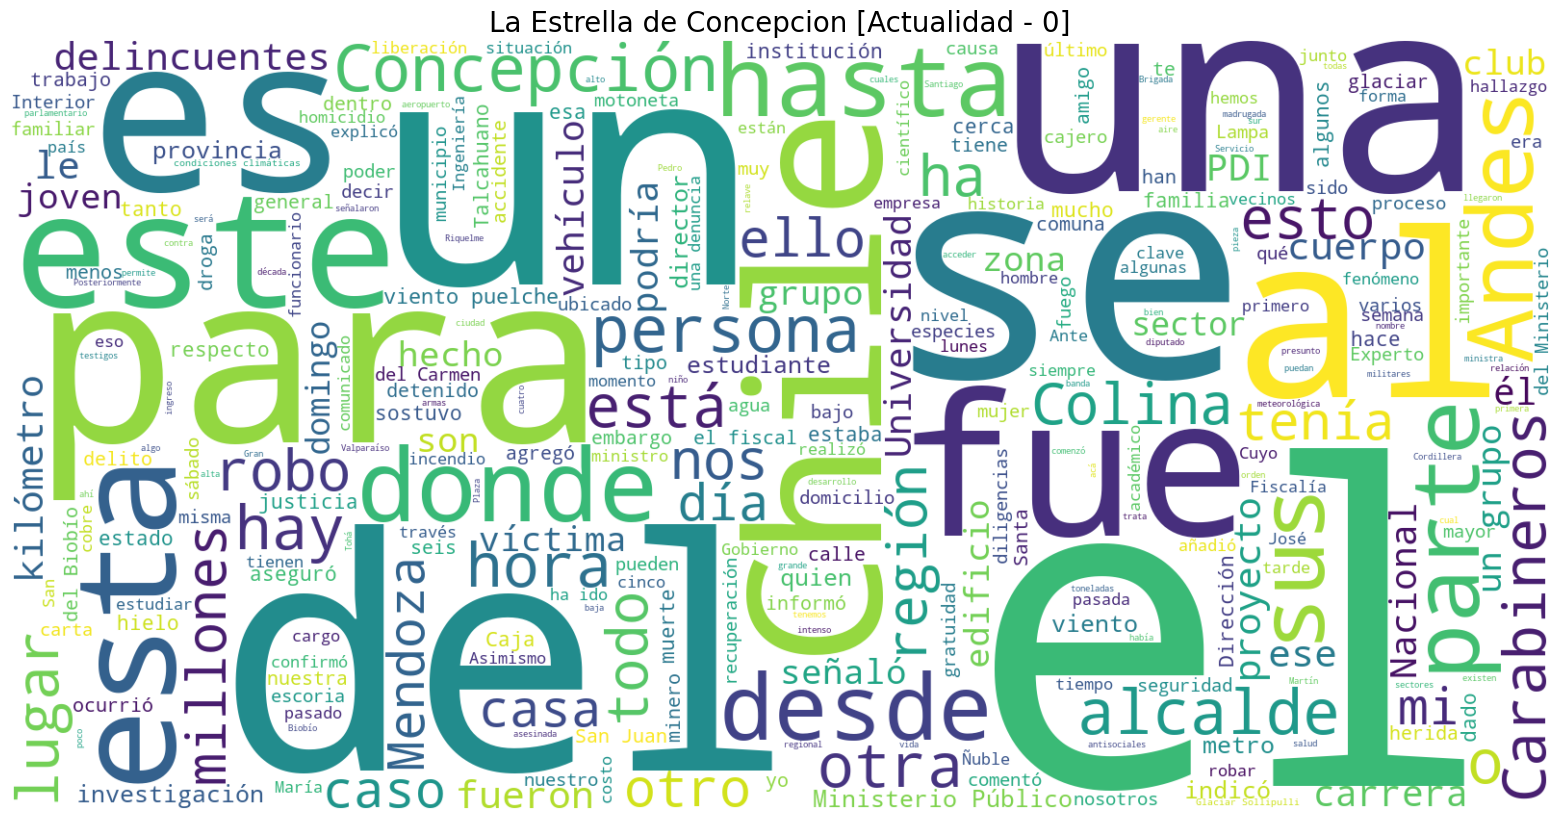 La Estrella de Concepcion [Actualidad - 0]
delincuentes
liberación
situación
institución
causa
último
junto
todas
club
trabajo
es
Concepción
alto
hasta
cuales
Santiago
una
Brigada
te
glaciar
hallazgo
Interior
parlamentario
dentro
aeropuerto
motoneta
científico
amigo
hemos
forma
familiar
homicidio
explicó
esa
están
cerca
cajero
madrugada
Lampa
algunos
país
provincia
condiciones climáticas
un
municipio
Ingeniería
Talcahuano
accidente
vehículo
Pedro
muy
tiene
gerente
aire
sur
Servicio
PDI
era
le
poder
ha
han
sido
Andes
joven
tanto
general
decir
señalaron
podría
director
una denuncia
relave
empresa
historia
mucho
familia
vecinos
proceso
llegaron
este
será
contra
droga
funcionario
Riquelme
ello
Universidad
comuna
esto
pieza
qué
cuerpo
importante
menos
permite
Posteriormente
década
viento puelche
ubicado
Norte
grupo
acceder
zona
hombre
clave
algunas
fenómeno
del Ministerio
para
eso
testigos
respecto
ciudad
comunicado
domingo
hecho
persona
tipo
estudiante
chile
nivel
especies
lunes
fuego
Ante
se
bien
diputado
sector
primero
al
varios
semana
nombre
hace
Experto
ministra
kilómetro
ingreso
del Carmen
detenido
armas
sostuvo
cuatro
momento
niño
está
agua
bajo
siempre
banda
mujer
Colina
presunto
puedan
meteorológica
militares
relación
él
tenía
primera
delito
sábado
robo
algo
Valparaíso
Gran
son
incendio
agregó
embargo
ministro
el fiscal
nos
estaba
realizó
fue
comenzó
acá
académico
Cuyo
orden
Cordillera
ahí
alta
justicia
donde
Plaza
día
desarrollo
domicilio
diligencias
Santa
trata
Fiscalía
parte
un grupo
Carabineros
del Biobío
cobre
estado
misma
hay
Tohá
través
seis
víctima
pueden
Gobierno
calle
región
edificio
añadió
proyecto
José
sus
tarde
Nacional
cual
mayor
esta
millones
tienen
aseguró
hora
ha ido
cinco
baja
grande
quien
informó
tenemos
intenso
gratuidad
toneladas
pasada
viento
había
Dirección
ese
San
estudiar
hielo
carta
del
cargo
confirmó
nuestra
escoria
pasado
Biobío
Mendoza
Caja
Asimismo
todo
minero
muerte
recuperación
señaló
el
tiempo
seguridad
Martín
sectores
existen
lugar
ocurrió
poco
casa
asesinada
San Juan
desde
regional
vida
alcalde
antisociales
metro
salud
mi
dado
herida
investigación
María
caso
fueron
nuestro
costo
otro
yo
otra
Ñuble
comentó
Ministerio Público
nosotros
robar
indicó
Glaciar Sollipulli
o
carrera